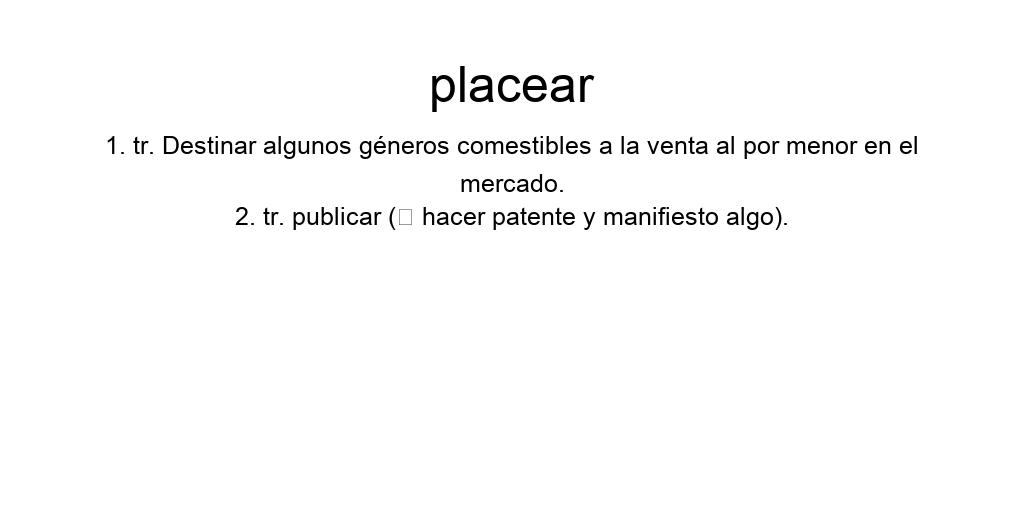 placear
1. tr. Destinar algunos géneros comestibles a la venta al por menor en el
mercado.
2. tr. publicar (□ hacer patente y manifiesto algo).